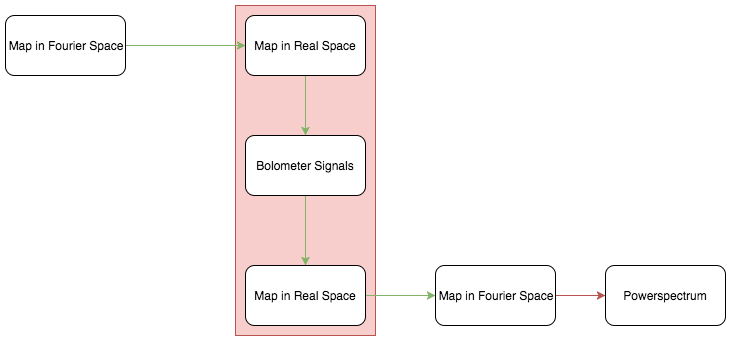 Map in Fourier Space
Map in Real Space
Bolometer Signals
Map in Real Space
Map in Fourier Space
Powerspectrum